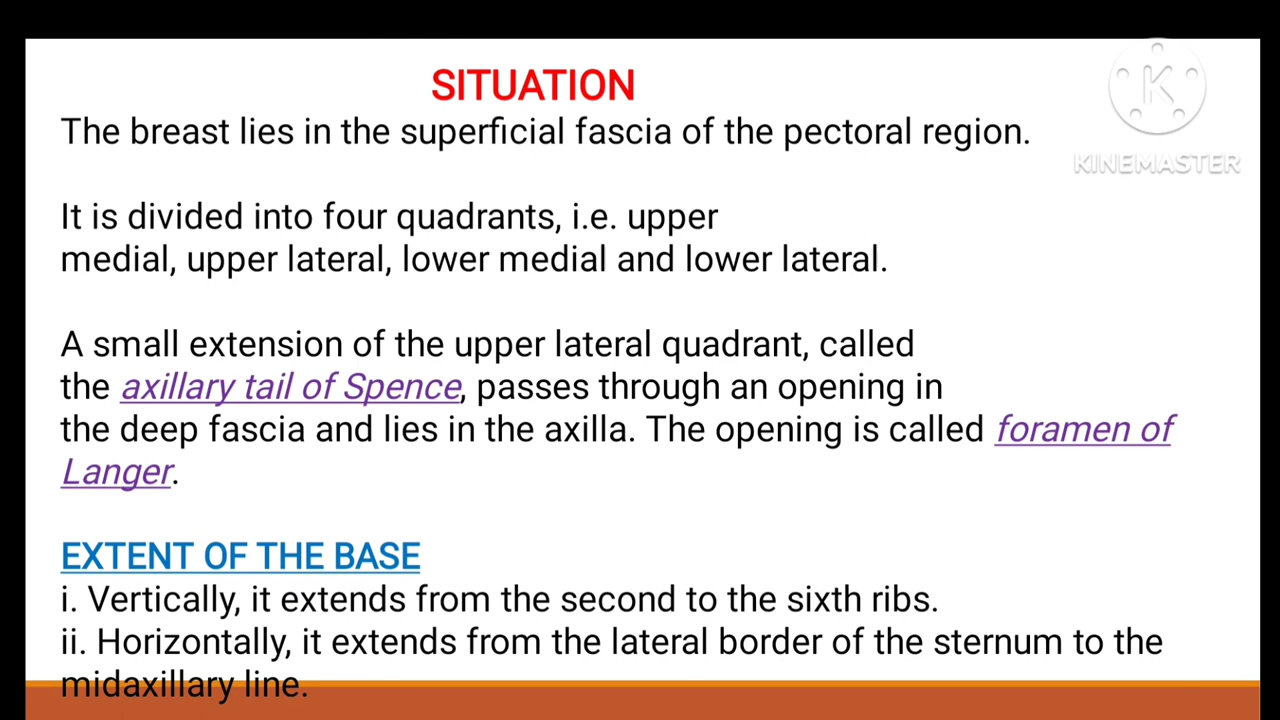 SITUATION
The breast lies in the superficial fascia of the pectoral region.
KINEMASTER
It is divided into four quadrants, i.e. upper
medial, upper lateral, lower medial and lower lateral.
A small extension of the upper lateral quadrant, called
the axillary tail of Spence, passes through an opening in
the deep fascia and lies in the axilla. The opening is called foramen of
Langer.
EXTENT OF THE BASE
i. Vertically, it extends from the second to the sixth ribs.
ii. Horizontally, it extends from the lateral border of the sternum to the
midaxillary line.